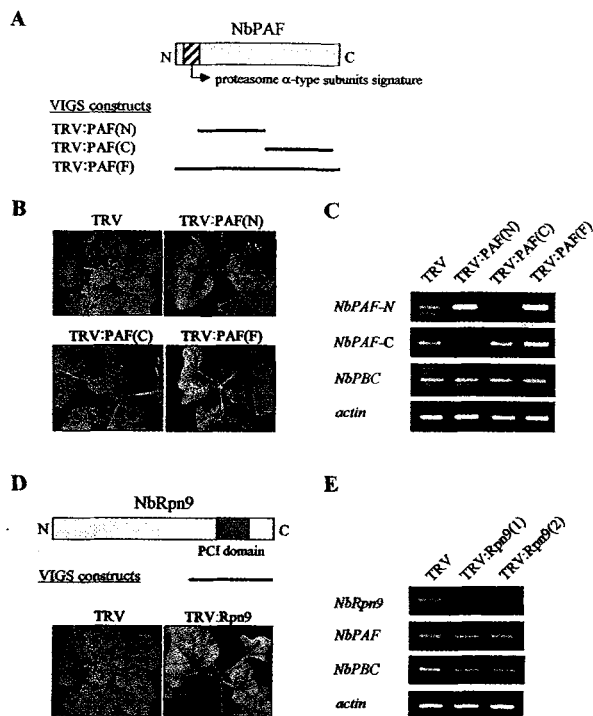 A
NbPAF
N
C
proteasome α-type subunits signature
VIGS constructs
TRV:PAF(N)
TRV:PAF(C)
TRV:PAF(F)
B
TRV
TRV:PAF(N)
TRV:PAF(C)
TRV:PAF(F)
C
TRV
TRV:PAF(N)
TRV:PAF(C)
TRV:PAF(F)
NbPAF-N
NbPAF-C
NbPBC
actin
D
NbRpn9
N
C
PCI domain
VIGS constructs
TRV
TRV:Rpn9
E
TRV
TRV:Rpn9(1)
TRV:Rpn9(2)
NbRpn9
NbPAF
NbPBC
actin